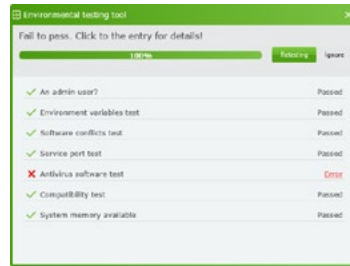 Environmental testing tool
Fail to pass. Click to the entry for details!
100%
Retesting
Ignore
An admin user? Passed
Environment variables test Passed
Software conflicts test Passed
Service port test Passed
Antivirus software test Error
Compatibility test Passed
System memory available Passed